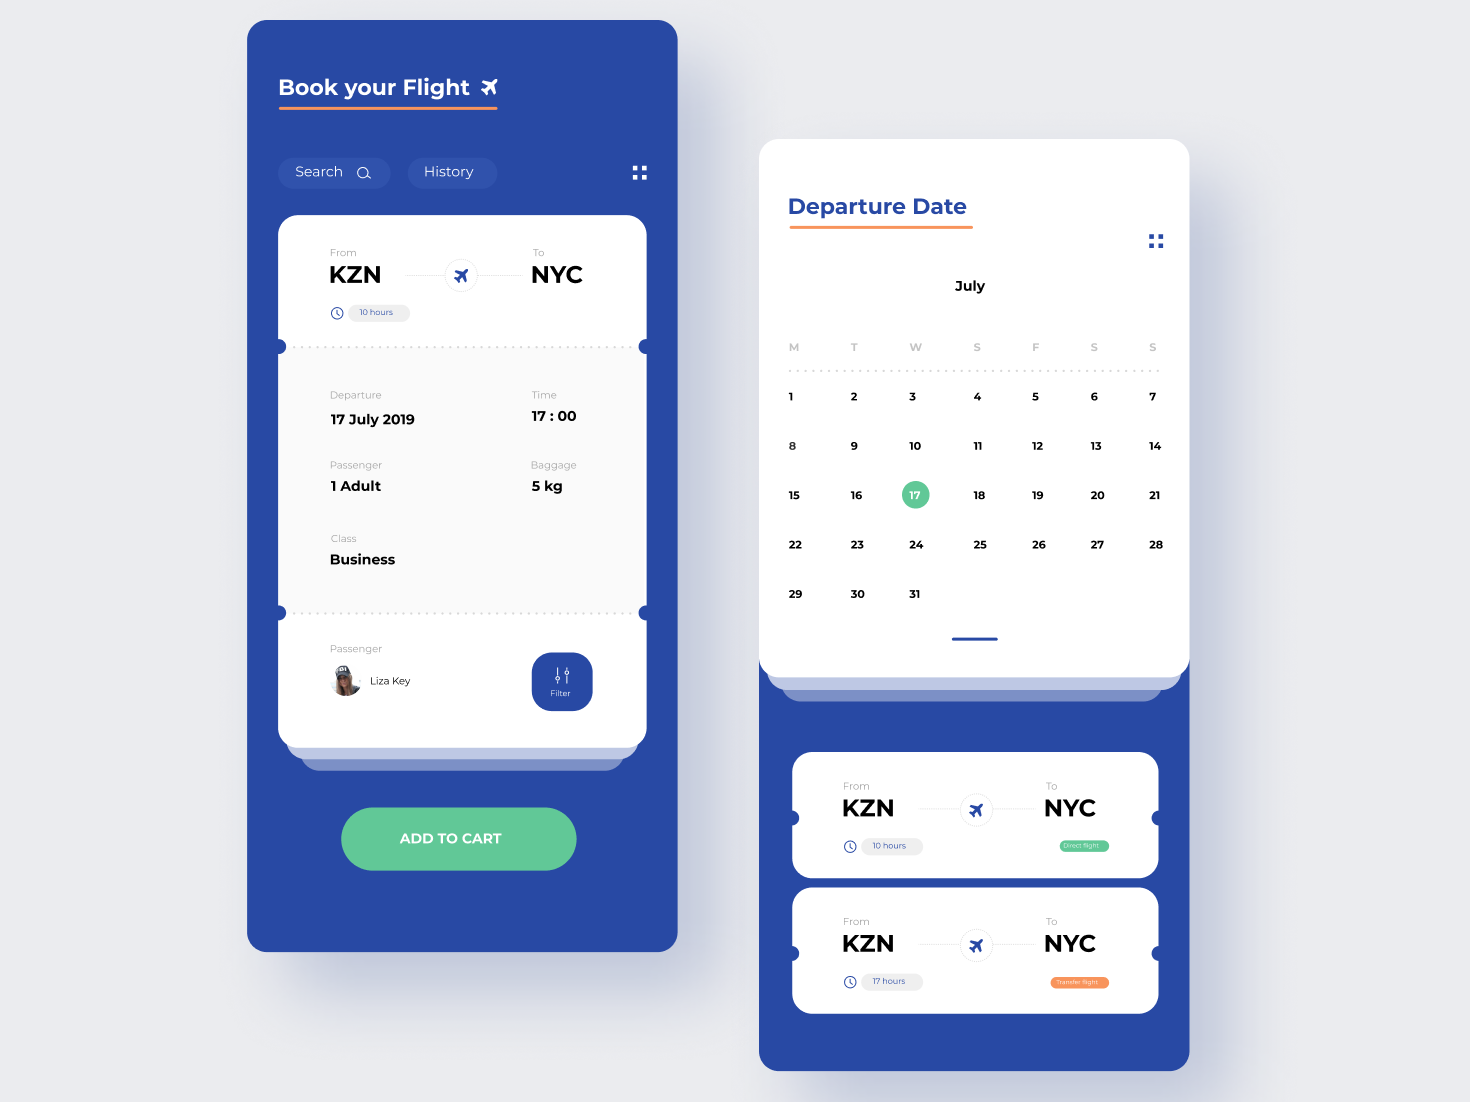 Book your Flight
Search
History
From
To
KZN
NYC
10 hours
Departure
Time
17 July 2019
17 : 00
Passenger
Baggage
1 Adult
5 kg
Class
Business
Passenger
Liza Key
Filter
ADD TO CART
Departure Date
July
M T W S F S S
1 2 3 4 5 6 7
8 9 10 11 12 13 14
15 16 17 18 19 20 21
22 23 24 25 26 27 28
29 30 31
From
To
KZN
NYC
10 hours
Direct flight
From
To
KZN
NYC
17 hours
Transfer flight